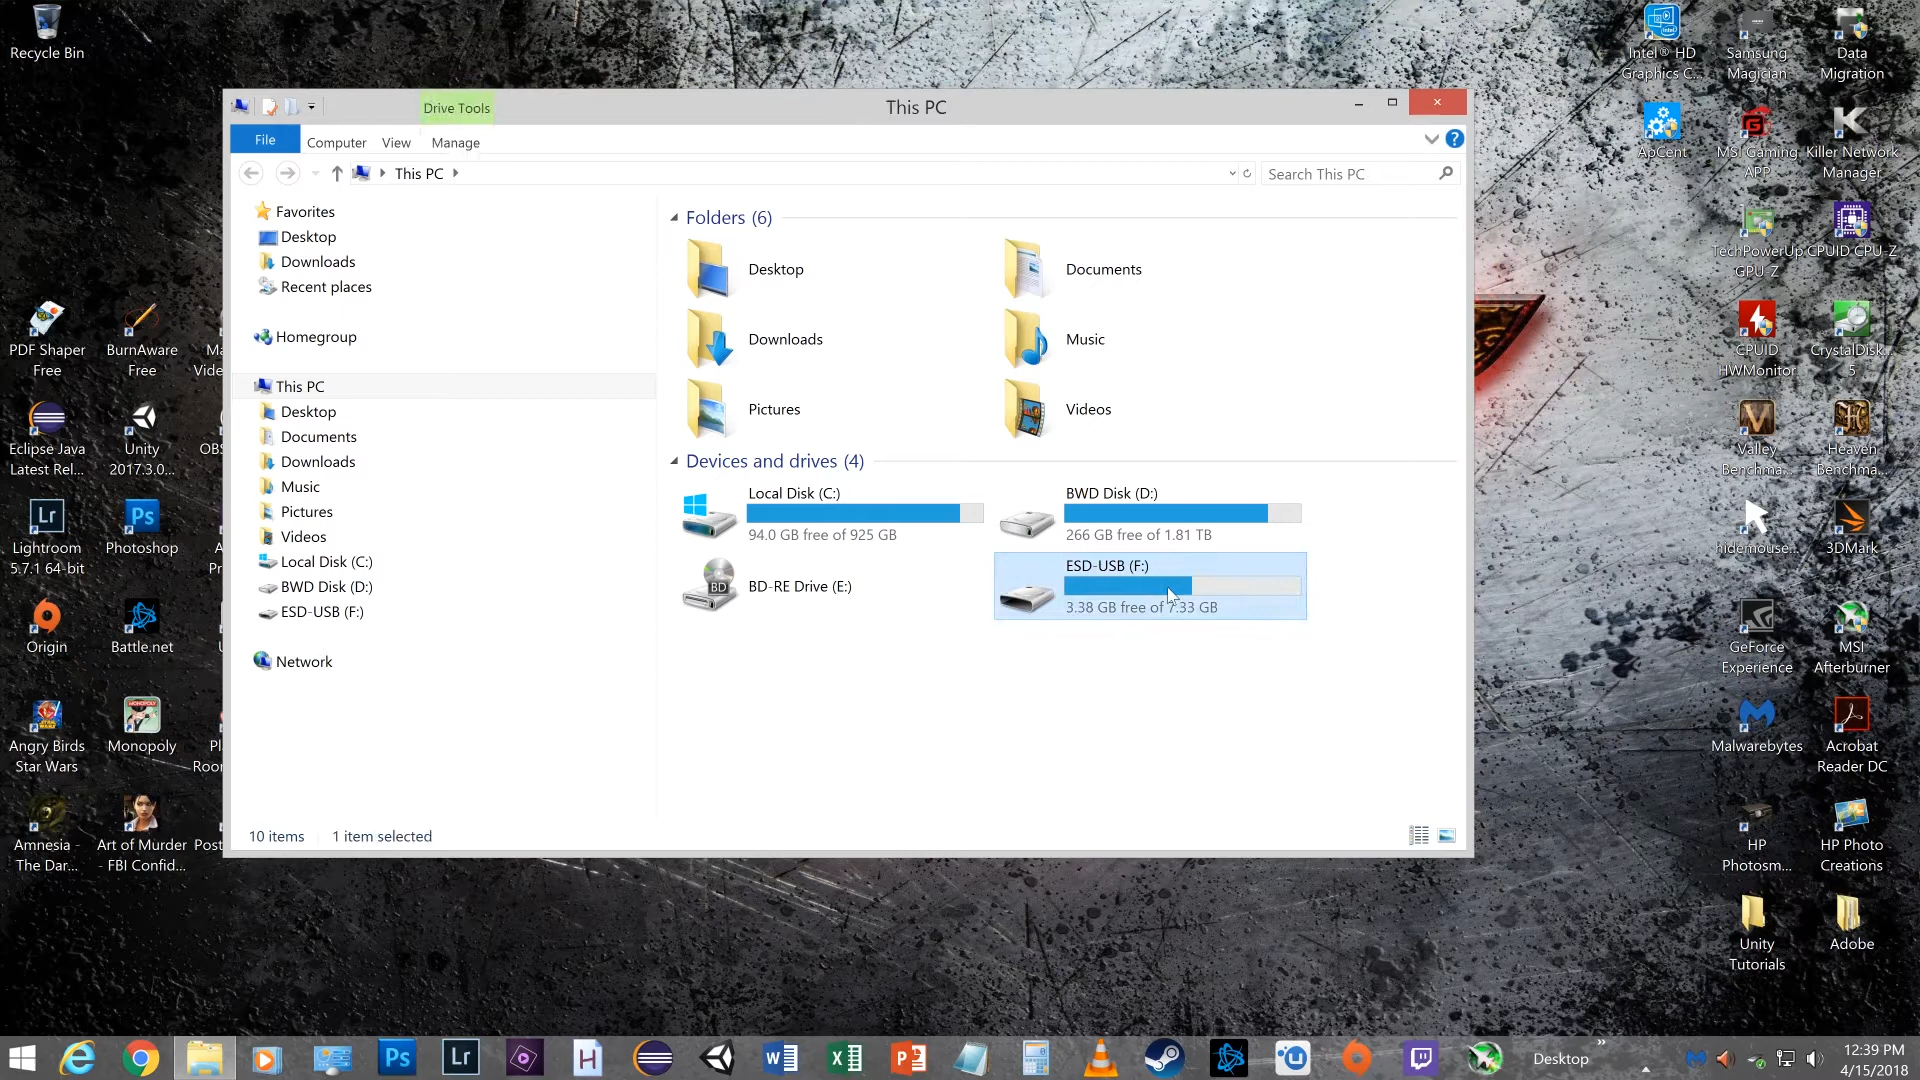 Recycle Bin
PDF Shaper
Free
BurnAware
Free
Eclipse Java
Latest Rel...
Unity
2017.3.0...
Lightroom
5.7.1 64-bit
Photoshop
Origin
Battle.net
Angry Birds
Star Wars
Monopoly
Amnesia -
The Dar...
Art of Murder
- FBI Confid...
Drive Tools
This PC
File
Computer
View
Manage
This PC
Search This PC
Favorites
Desktop
Downloads
Recent places
Homegroup
This PC
Desktop
Documents
Downloads
Music
Pictures
Videos
Local Disk (C:)
BWD Disk (D:)
ESD-USB (F:)
Network
Folders (6)
Desktop
Documents
Downloads
Music
Pictures
Videos
Devices and drives (4)
Local Disk (C:)
94.0 GB free of 925 GB
BWD Disk (D:)
266 GB free of 1.81 TB
BD
BD-RE Drive (E:)
ESD-USB (F:)
3.38 GB free of 7.33 GB
10 items
1 item selected
Intel® HD
Graphics C...
Samsung
Magician
Data
Migration
ApCent
MSI Gaming
APP
Killer Network
Manager
TechPowerUp
GPU-Z
CPUID CPU-Z
CPUID
HWMonitor
CrystalDisk...
5
Valley
Benchma...
Heaven
Benchma...
hidemouse...
3DMark
GeForce
Experience
MSI
Afterburner
Malwarebytes
Acrobat
Reader DC
HP
Photosm...
HP Photo
Creations
Unity
Tutorials
Adobe
Desktop
12:39 PM
4/15/2018